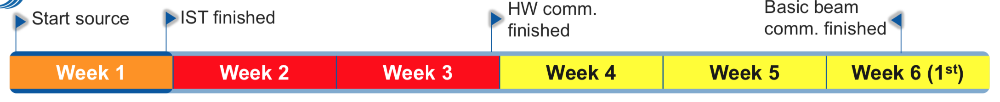 Start source
IST finished
HW comm.
finished
Basic beam
comm. finished
Week 1
Week 2
Week 3
Week 4
Week 5
Week 6 (1st)